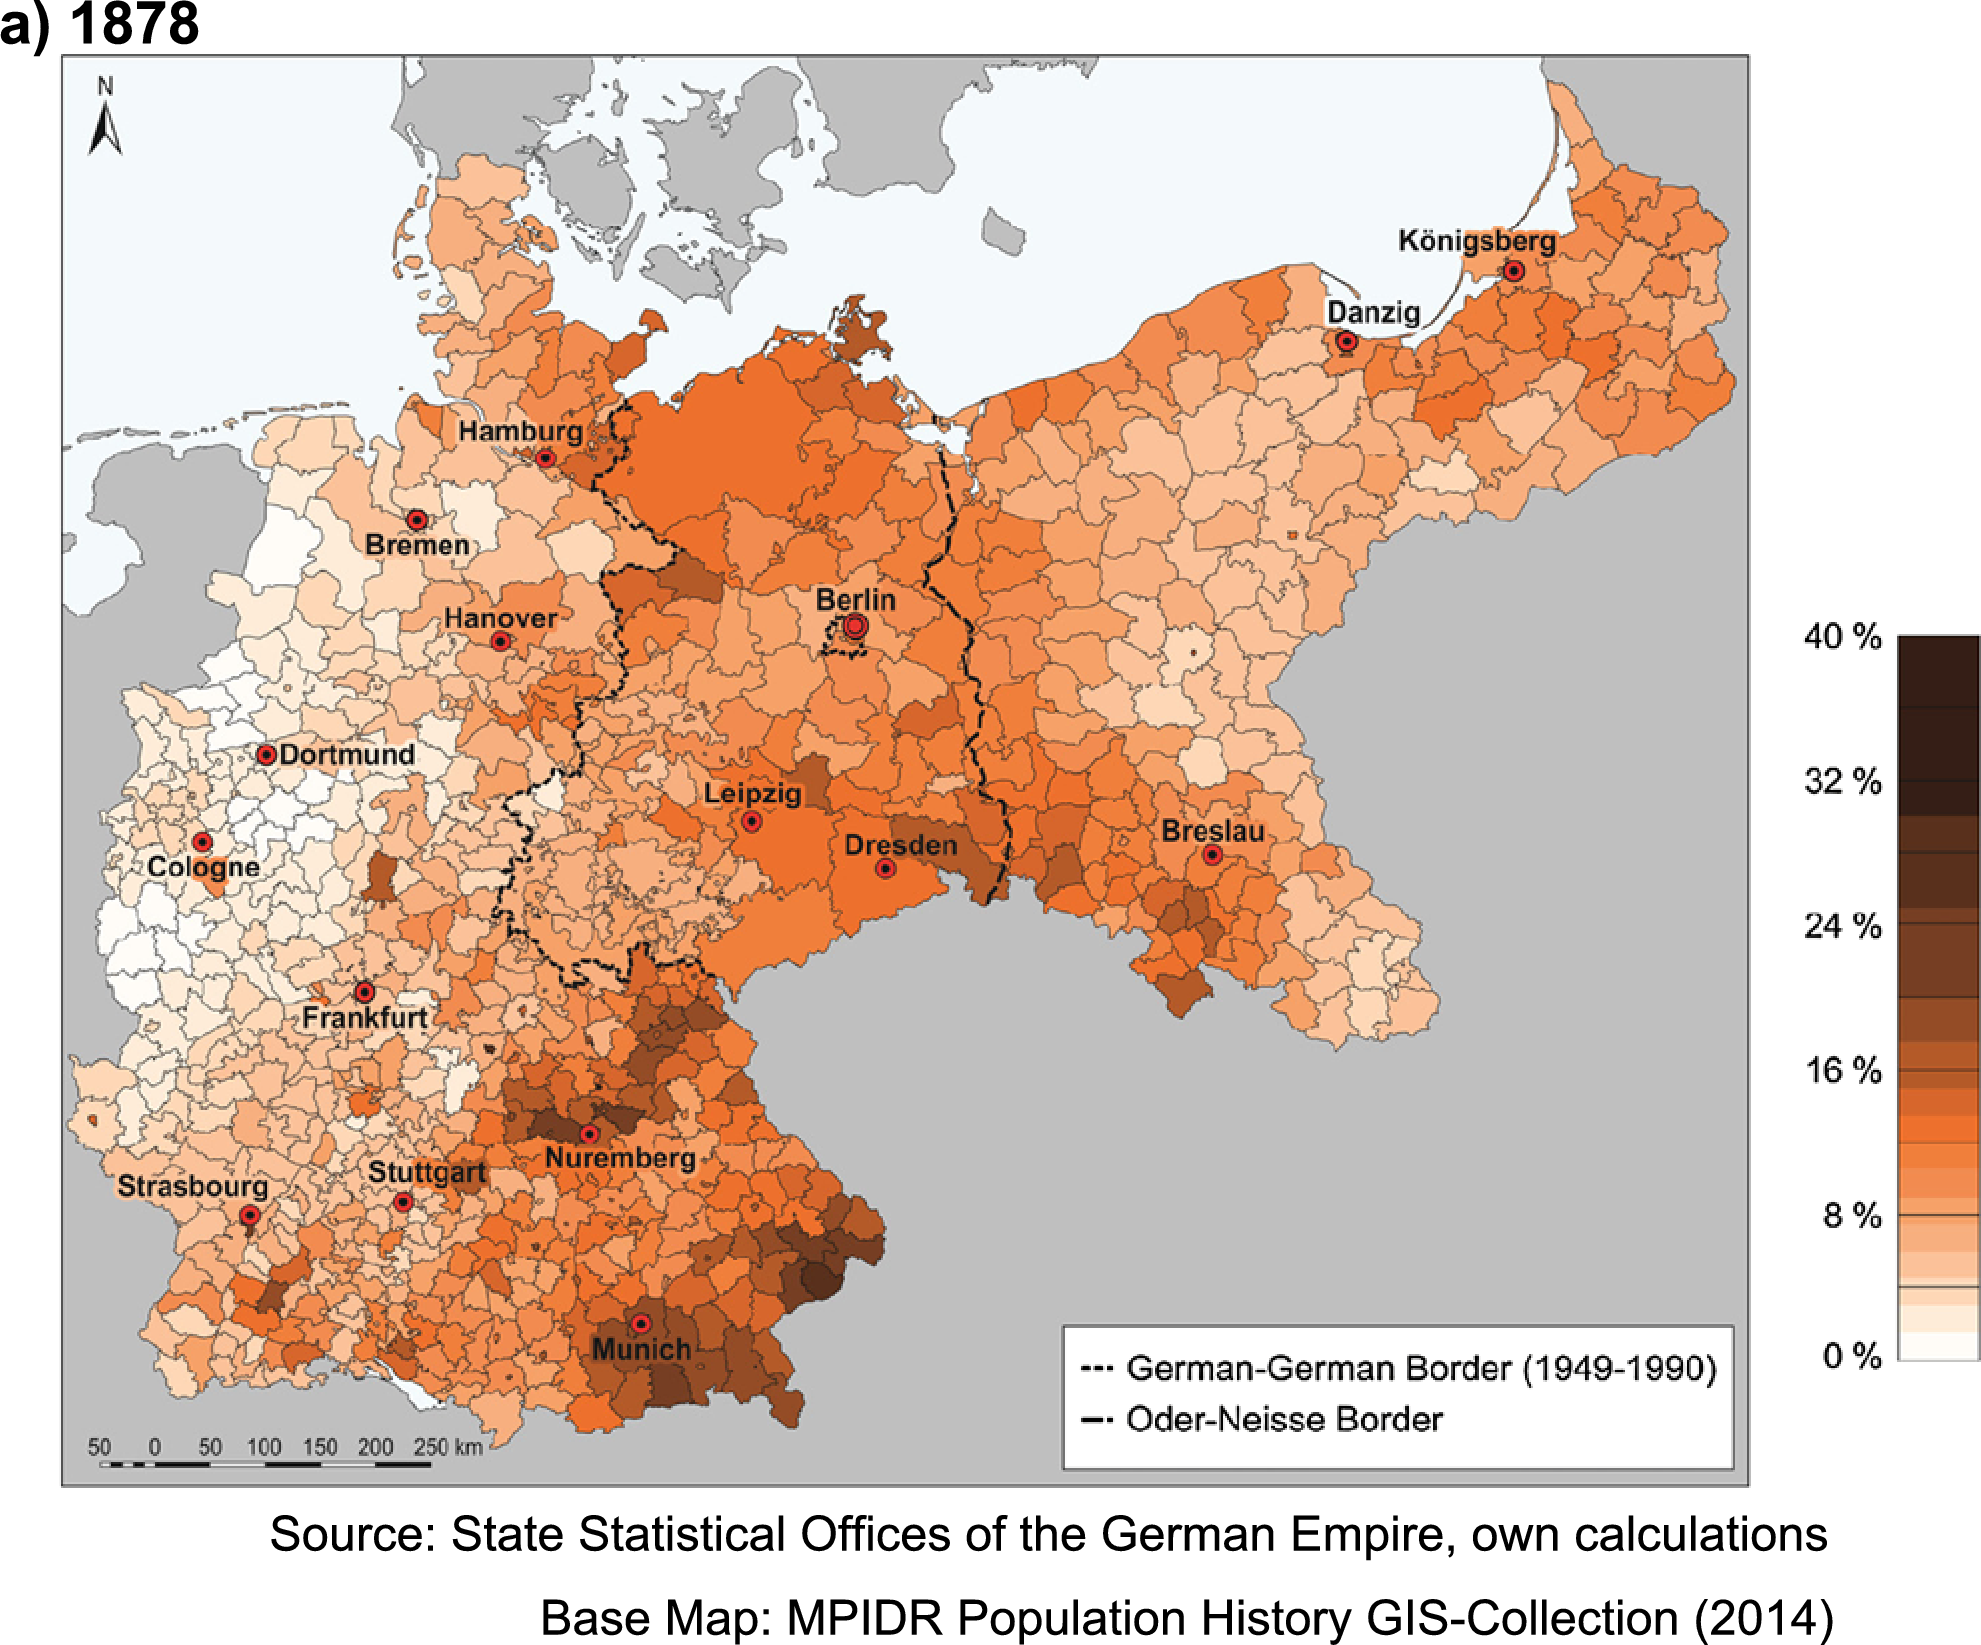 a) 1878
N
Königsberg
Danzig
Hamburg
Bremen
Berlin
Hanover
40 %
Dortmund
32 %
Leipzig
Breslau
Dresden
Cologne
24 %
Frankfurt
16 %
Nuremberg
Stuttgart
Strasbourg
8 %
Munich
0 %
German-German Border (1949-1990)
Oder-Neisse Border
50 0 50 100 150 200 250 km
Source: State Statistical Offices of the German Empire, own calculations
Base Map: MPIDR Population History GIS-Collection (2014)